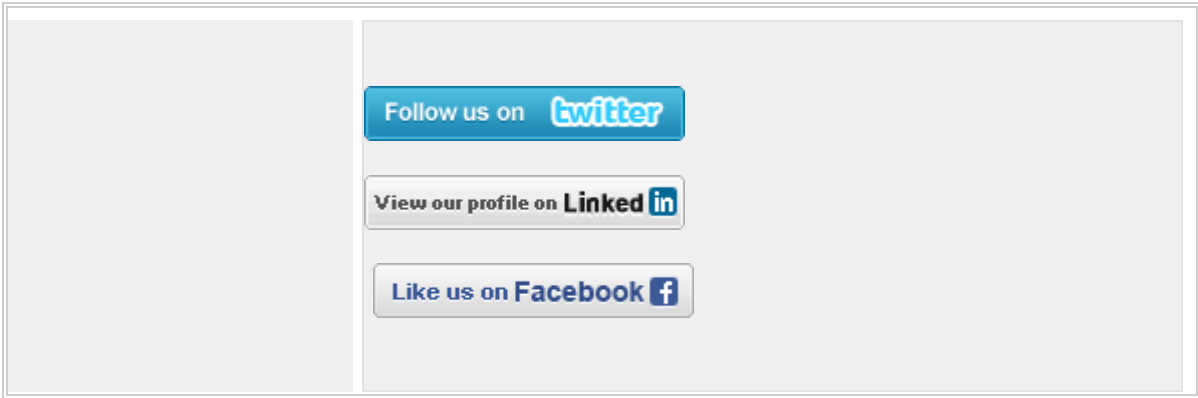 Follow us on twitter
View our profile on Linked in
Like us on Facebook f